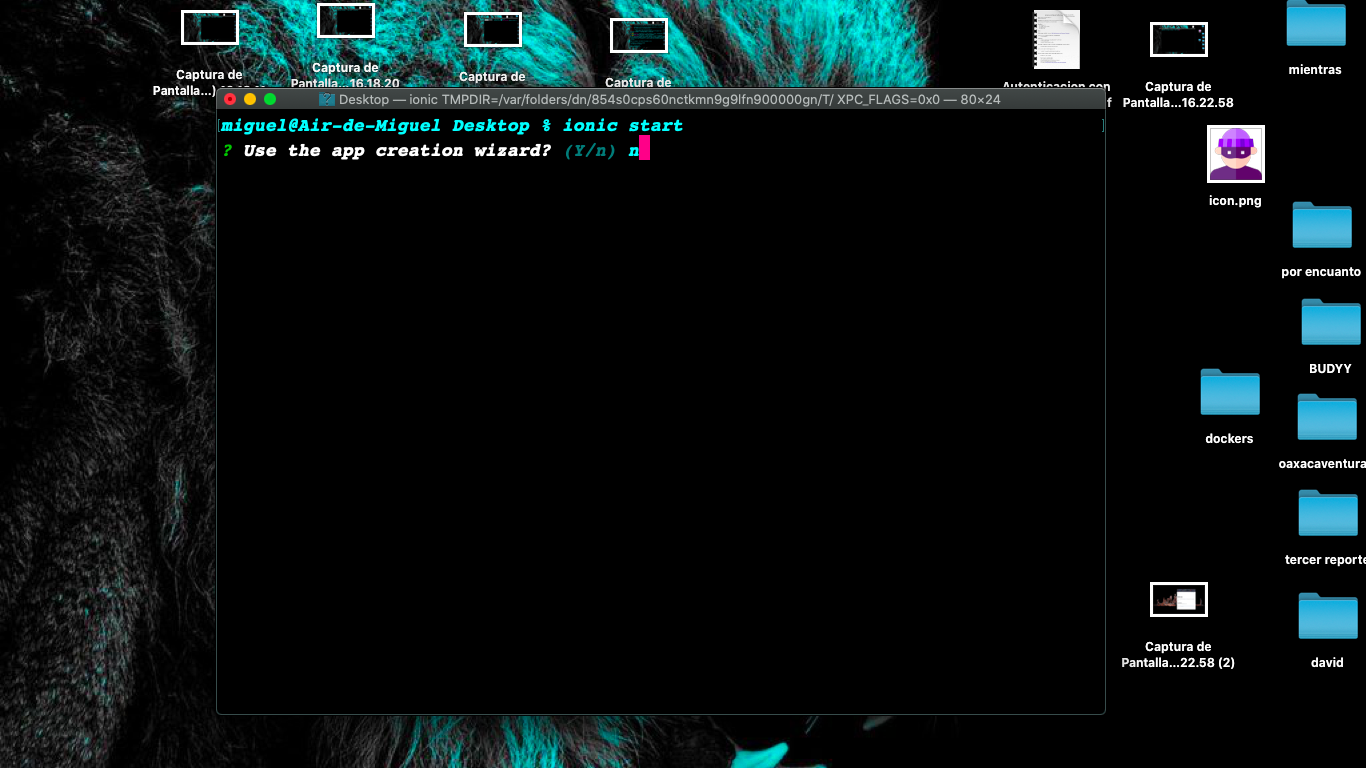 Captura de
Pantalla...)
Captura de
Pantalla...16.18.20
Captura de
Captura de
Autenticacion con
f
Captura de
Pantalla...16.22.58
mientras
Desktop — ionic TMPDIR=/var/folders/dn/854s0cps60nctkmn9g9lfn900000gn/T/ XPC_FLAGS=0x0 — 80×24
miguel@Air-de-Miguel Desktop % ionic start
? Use the app creation wizard? (Y/n) n
icon.png
por encuanto
BUDYY
dockers
oaxacaventura
tercer reporte
Captura de
Pantalla...22.58 (2)
david